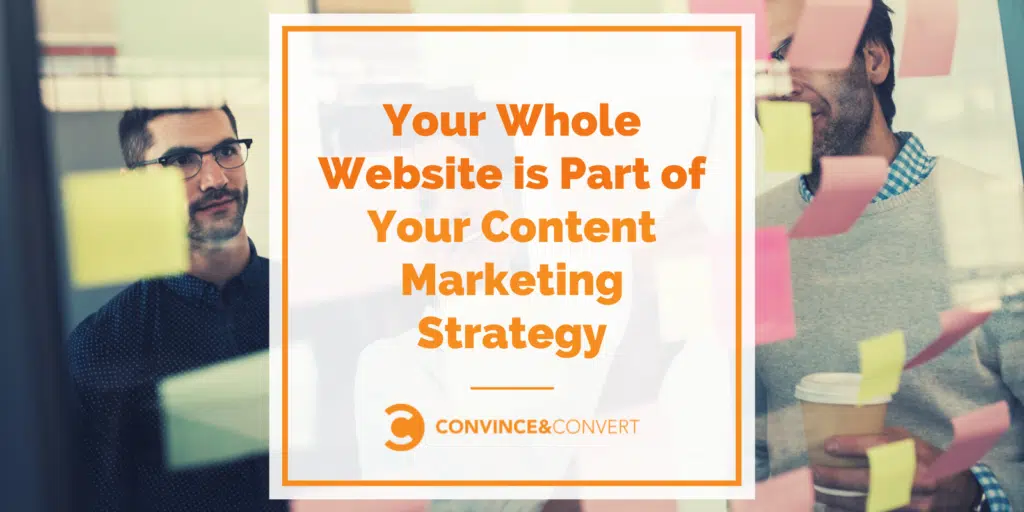 Your Whole
Website is Part of
Your Content
Marketing
Strategy
CONVINCE&CONVERT